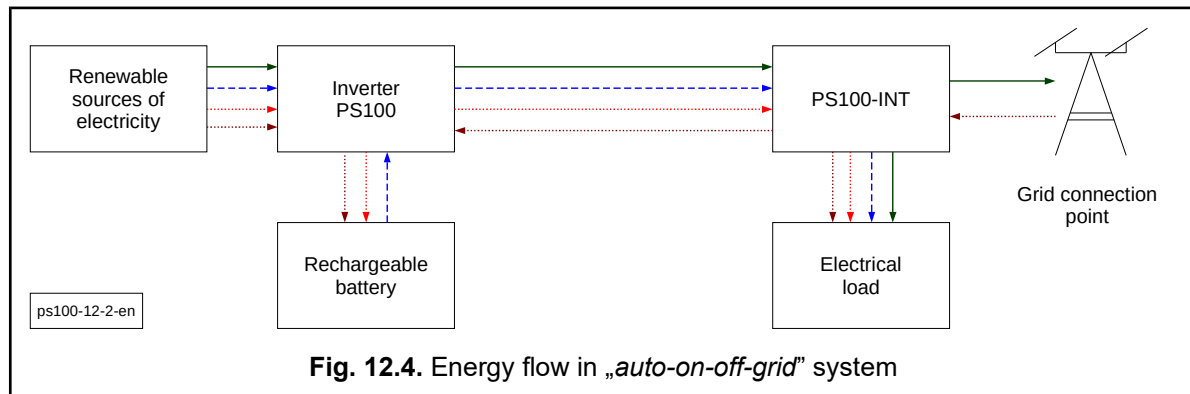 Renewable
sources of
electricity
Inverter
PS100
PS100-INT
Grid connection
point
Rechargeable
battery
Electrical
load
ps100-12-2-en
Fig. 12.4. Energy flow in „auto-on-off-grid” system